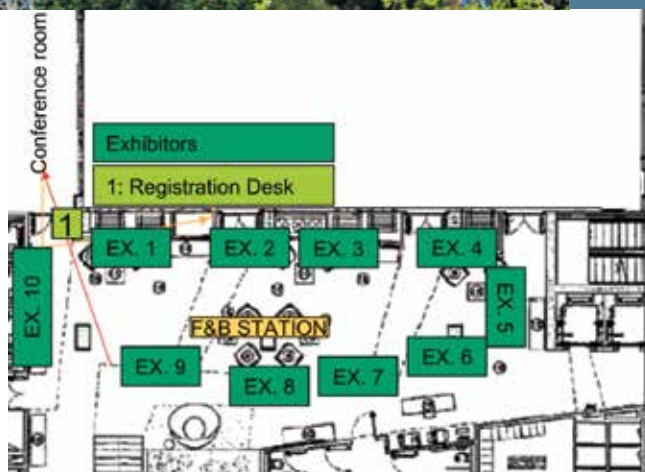 Conference room
Exhibitors
1: Registration Desk
1
EX. 1
EX. 2
EX. 3
EX. 4
EX. 10
EX. 5
F&B STATION
EX. 9
EX. 8
EX. 7
EX. 6